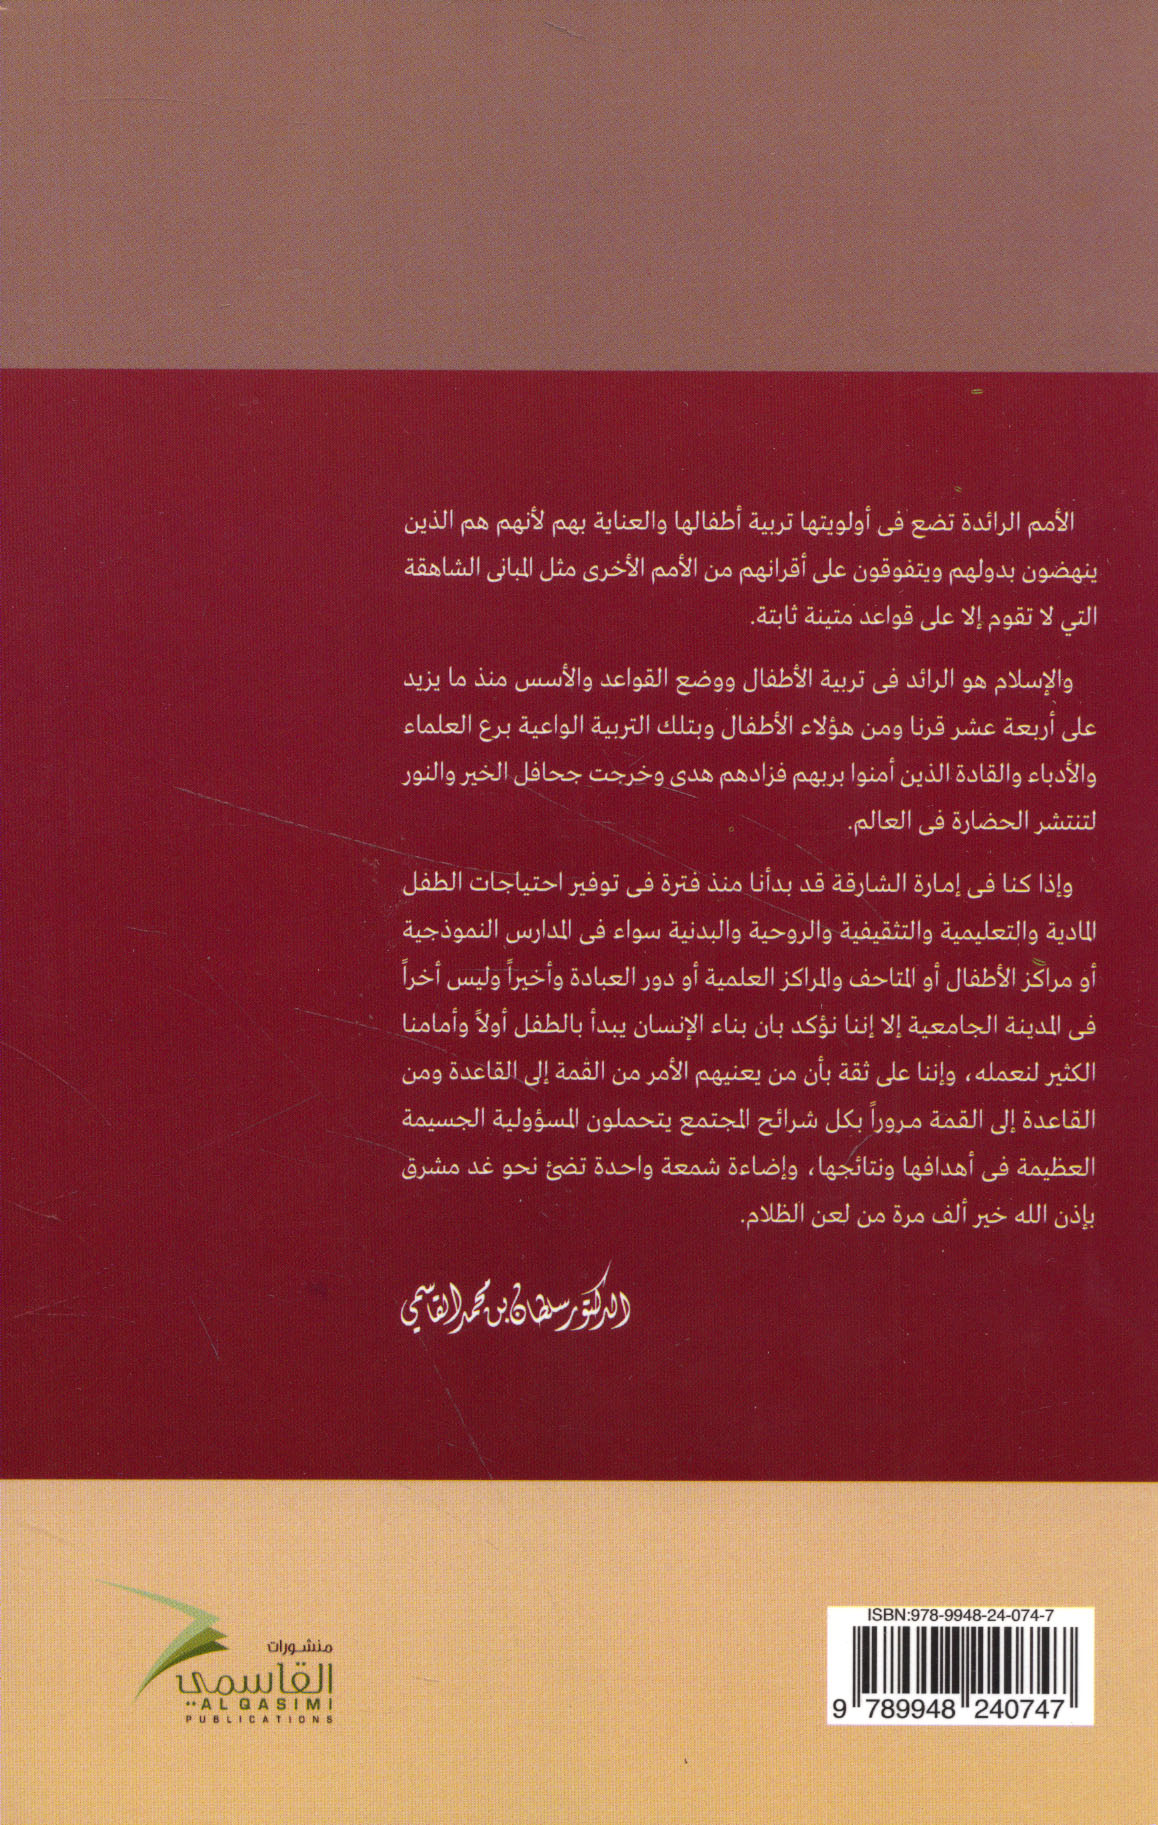 الأمم الرائدة تضع فى أولويتها تربية أطفالها والعناية بهم لأنهم هم الذين
ينهضون بدولهم ويتفوقون على أقرانهم من الأمم الأخرى مثل المبانى الشاهقة
التي لا تقوم إلا على قواعد متينة ثابتة.
والإسلام هو الرائد فى تربية الأطفال ووضع القواعد والأسس منذ ما يزيد
على أربعة عشر قرنا ومن هؤلاء الأطفال وبتلك التربية الواعية برع العلماء
والأدباء والقادة الذين أمنوا بربهم فزادهم هدى وخرجت جحافل الخير والنور
لتنتشر الحضارة فى العالم.
وإذا كنا فى إمارة الشارقة قد بدأنا منذ فترة فى توفير احتياجات الطفل
المادية والتعليمية والتثقيفية والروحية والبدنية سواء فى المدارس النموذجية
أو مراكز الأطفال أو المتاحف والمراكز العلمية أو دور العبادة وأخيراً وليس أخراً
فى المدينة الجامعية إلا إننا نؤكد بان بناء الإنسان يبدأ بالطفل أولاً وأمامنا
الكثير لنعمله، وإننا على ثقة بأن من يعنيهم الأمر من القمة إلى القاعدة ومن
القاعدة إلى القمة مروراً بكل شرائح المجتمع يتحملون المسؤولية الجسيمة
العظيمة فى أهدافها ونتائجها، وإضاءة شمعة واحدة تضئ نحو غد مشرق
بإذن الله خير ألف مرة من لعن الظلام.
الدكتور سلطان بن محمد القاسمي
منشورات
القاسمي
AL QASIMI
PUBLICATIONS
ISBN:978-9948-24-074-7
9 789948 240747